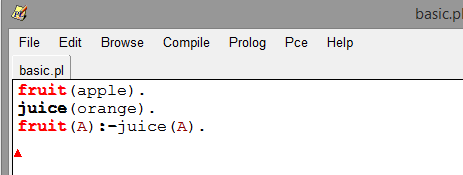 basic.pl
File Edit Browse Compile Prolog Pce Help
basic.pl
fruit(apple).
juice(orange).
fruit(A):-juice(A).